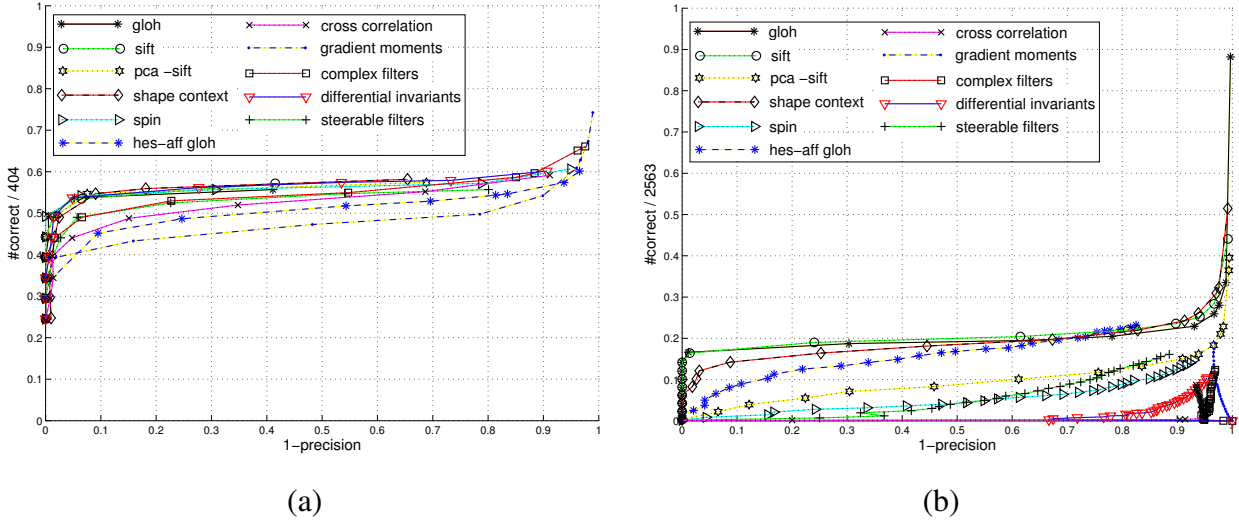 1
0.9
0.8
0.7
0.6
0.5
0.4
0.3
0.2
0.1
0
#correct / 404
gloh
sift
pca -sift
shape context
spin
hes-aff gloh
cross correlation
gradient moments
complex filters
differential invariants
steerable filters
0 0.1 0.2 0.3 0.4 0.5 0.6 0.7 0.8 0.9 1
1-precision
(a)
1
0.9
0.8
0.7
0.6
0.5
0.4
0.3
0.2
0.1
0
#correct / 2563
gloh
sift
pca -sift
shape context
spin
hes-aff gloh
cross correlation
gradient moments
complex filters
differential invariants
steerable filters
0 0.1 0.2 0.3 0.4 0.5 0.6 0.7 0.8 0.9 1
1-precision
(b)